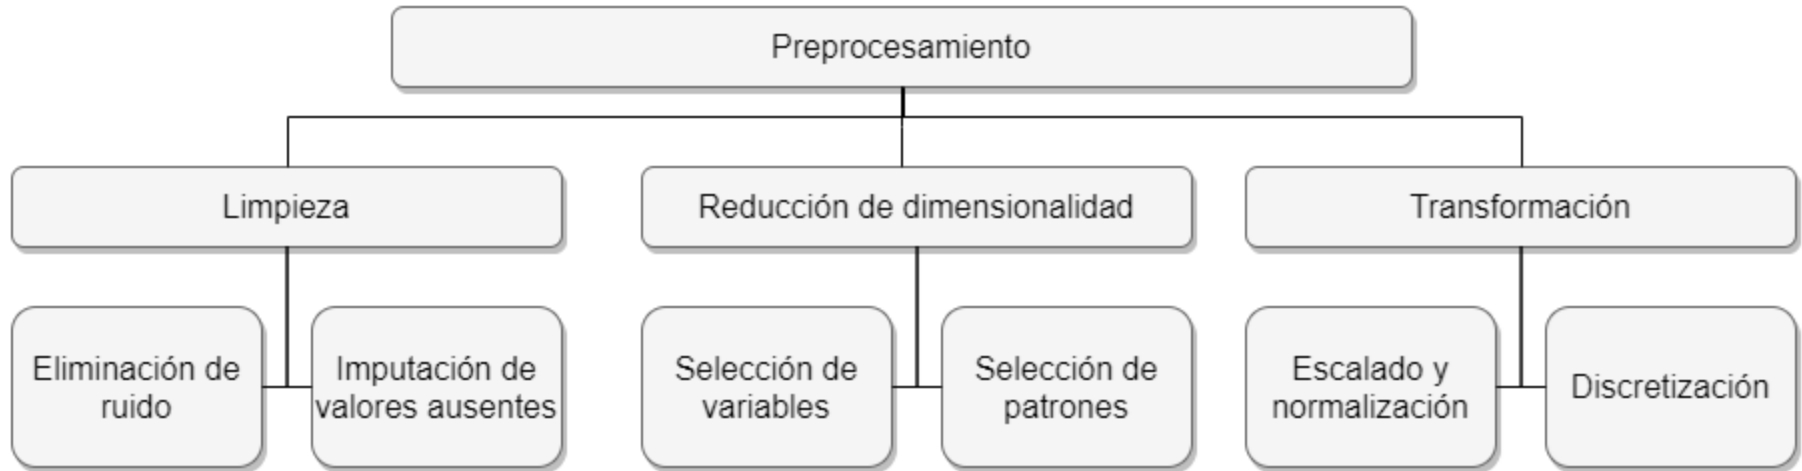 Preprocesamiento
Limpieza
Reducción de dimensionalidad
Transformación
Eliminación de
ruido
Imputación de
valores ausentes
Selección de
variables
Selección de
patrones
Escalado y
normalización
Discretización